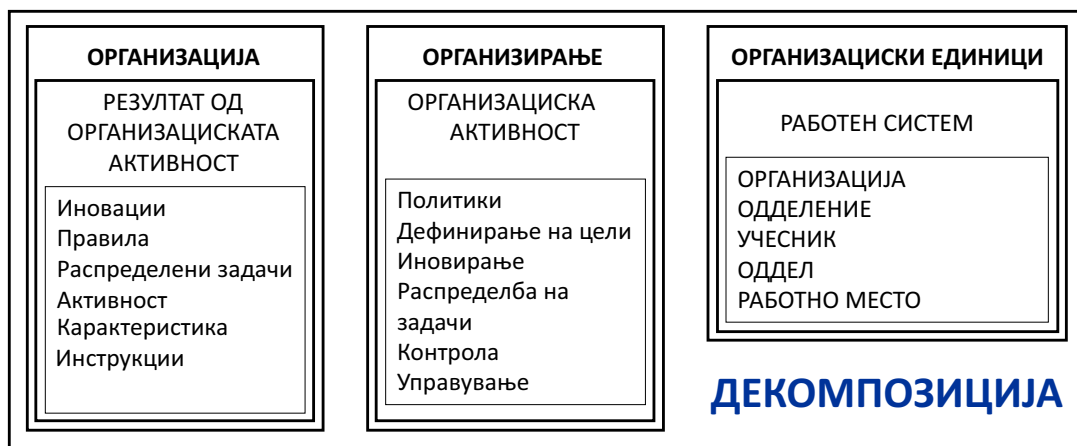 ОРГАНИЗАЦИЈА
РЕЗУЛТАТ ОД
ОРГАНИЗАЦИСКАТА
АКТИВНОСТ
Иновации
Правила
Распределени задачи
Активност
Карактеристика
Инструкции
ОРГАНИЗИРАЊЕ
ОРГАНИЗАЦИСКА
АКТИВНОСТ
Политики
Дефинирање на цели
Иновирање
Распределба на
задачи
Контрола
Управување
ОРГАНИЗАЦИСКИ ЕДИНИЦИ
РАБОТЕН СИСТЕМ
ОРГАНИЗАЦИЈА
ОДДЕЛЕНИЕ
УЧЕСНИК
ОДДЕЛ
РАБОТНО МЕСТО
ДЕКОМПОЗИЦИЈА